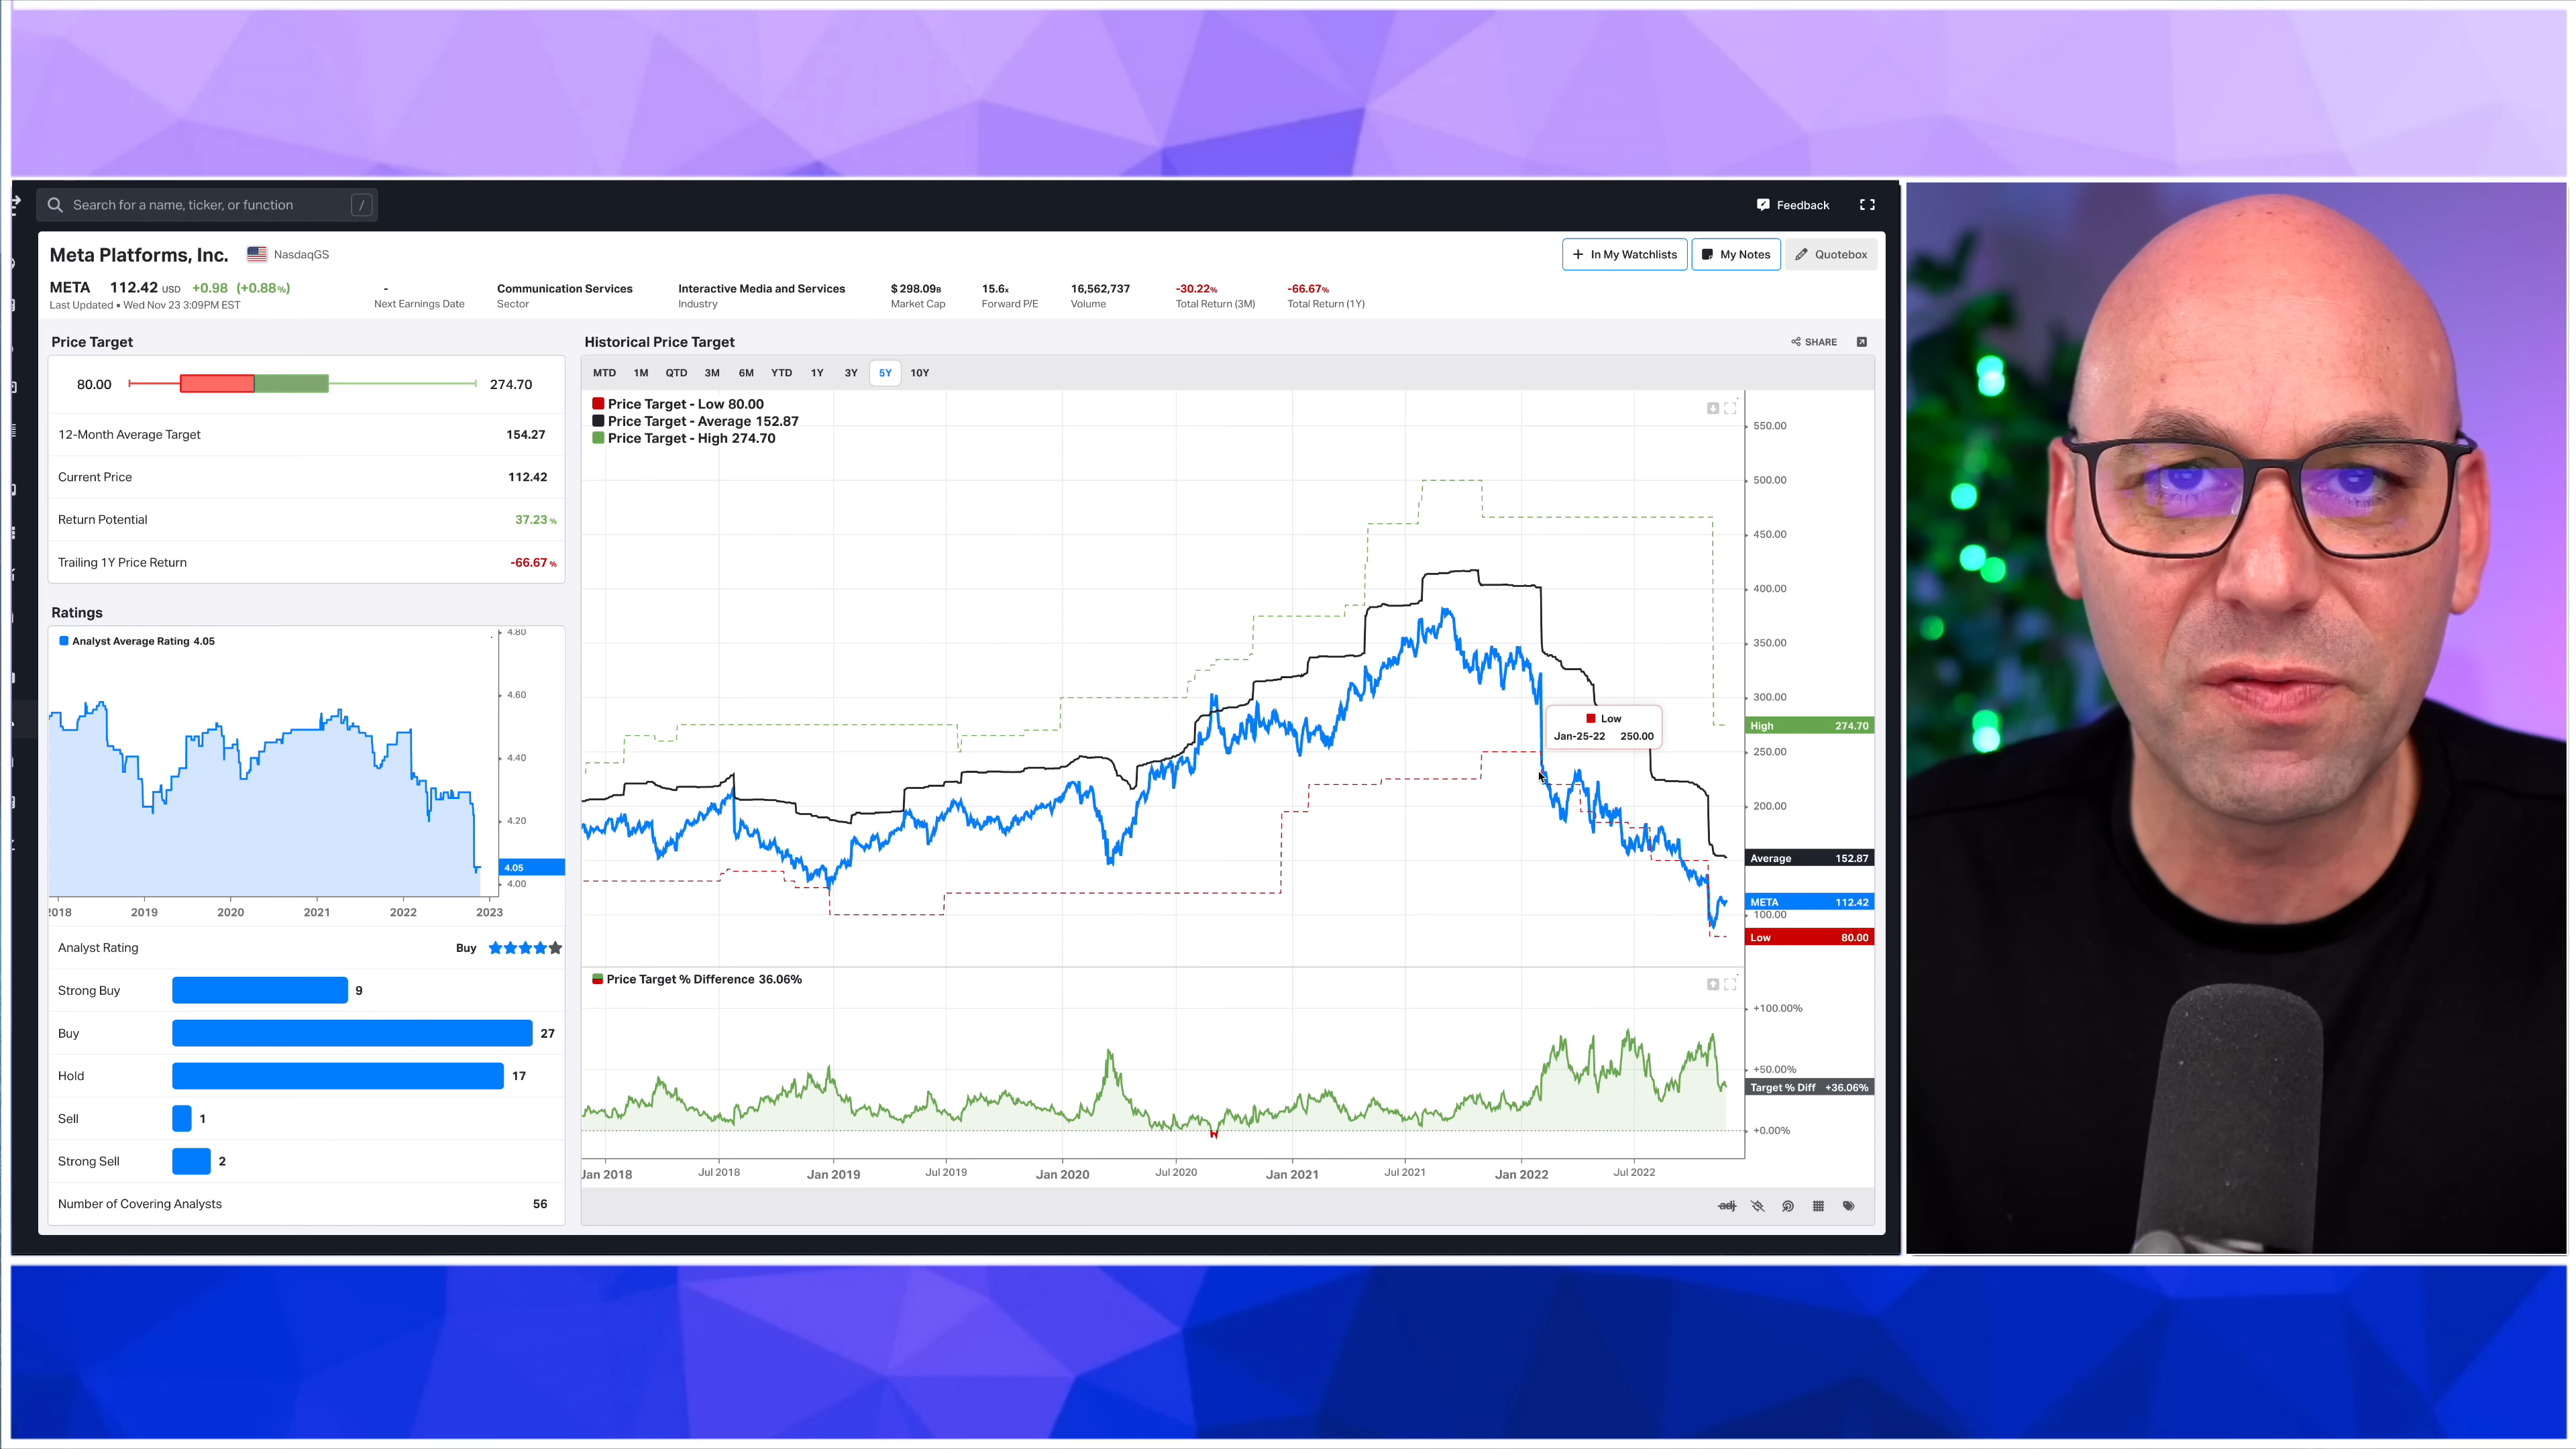 Search for a name, ticker, or function /
Feedback
Meta Platforms, Inc. NasdaqGS
+ In My Watchlists My Notes Quotebox
META 112.42 USD +0.98 (+0.88%)
Last Updated • Wed Nov 23 3:09PM EST
-
Next Earnings Date
Communication Services
Sector
Interactive Media and Services
Industry
$298.09B
Market Cap
15.6x
Forward P/E
16,562,737
Volume
-30.22%
Total Return (3M)
-66.67%
Total Return (1Y)
Price Target
80.00 274.70
12-Month Average Target 154.27
Current Price 112.42
Return Potential 37.23%
Trailing 1Y Price Return -66.67%
Ratings
Analyst Average Rating 4.05
4.80
4.60
4.40
4.20
4.05
4.00
2018 2019 2020 2021 2022 2023
Analyst Rating Buy
Strong Buy 9
Buy 27
Hold 17
Sell 1
Strong Sell 2
Number of Covering Analysts 56
Historical Price Target
SHARE
MTD 1M QTD 3M 6M YTD 1Y 3Y 5Y 10Y
Price Target - Low 80.00
Price Target - Average 152.87
Price Target - High 274.70
550.00
500.00
450.00
400.00
350.00
300.00
High 274.70
250.00
200.00
Average 152.87
META 112.42
100.00
Low 80.00
Low
Jan-25-22 250.00
Price Target % Difference 36.06%
+100.00%
+50.00%
Target % Diff +36.06%
+0.00%
Jan 2018 Jul 2018 Jan 2019 Jul 2019 Jan 2020 Jul 2020 Jan 2021 Jul 2021 Jan 2022 Jul 2022
adj